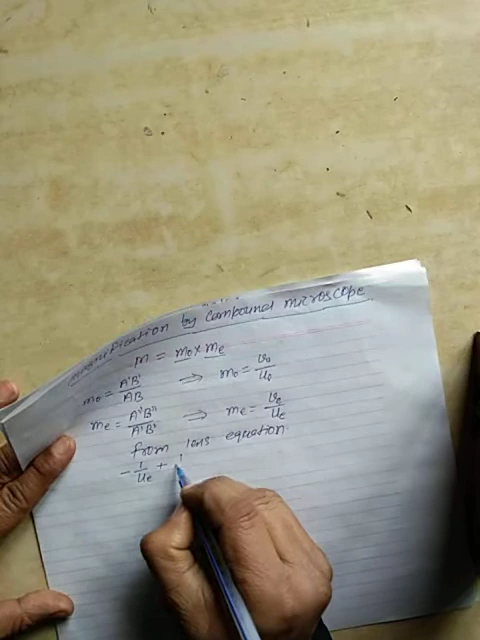 Magnification by compound microscope
M = mo x me
mo = A'B'/AB ⇒ mo = vo/uo
me = A''B''/A'B' ⇒ me = ve/ue
from lens equation.
- 1/ue +